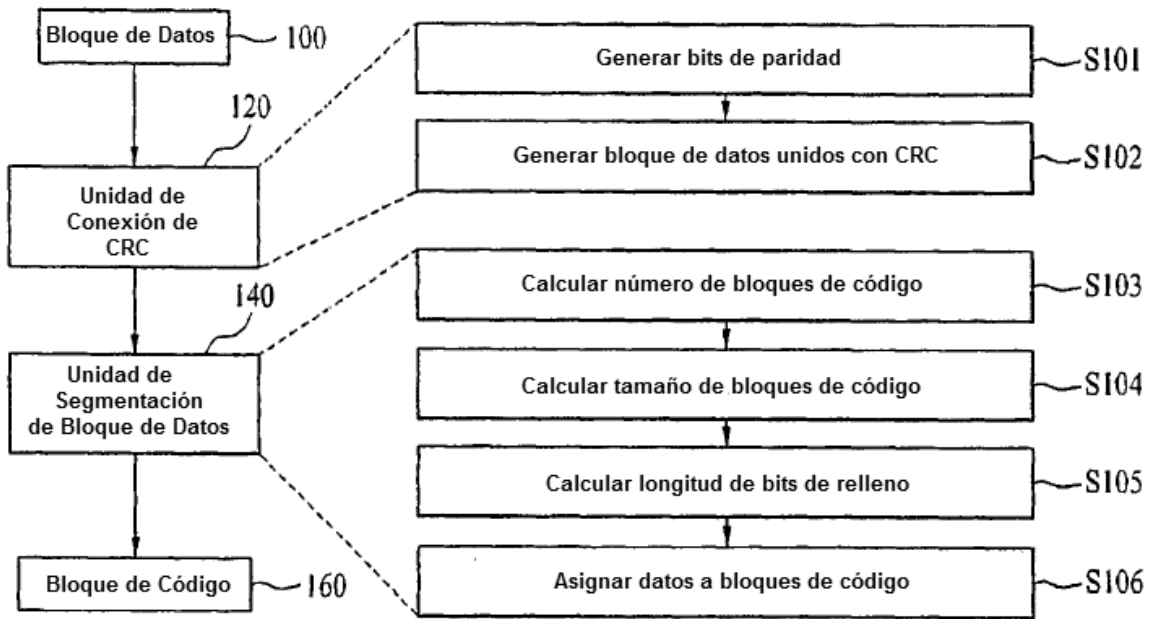 Bloque de Datos
100
120
Unidad de
Conexión de
CRC
140
Unidad de
Segmentación
de Bloque de Datos
Bloque de Código
160
Generar bits de paridad
S101
Generar bloque de datos unidos con CRC
S102
Calcular número de bloques de código
S103
Calcular tamaño de bloques de código
S104
Calcular longitud de bits de relleno
S105
Asignar datos a bloques de código
S106